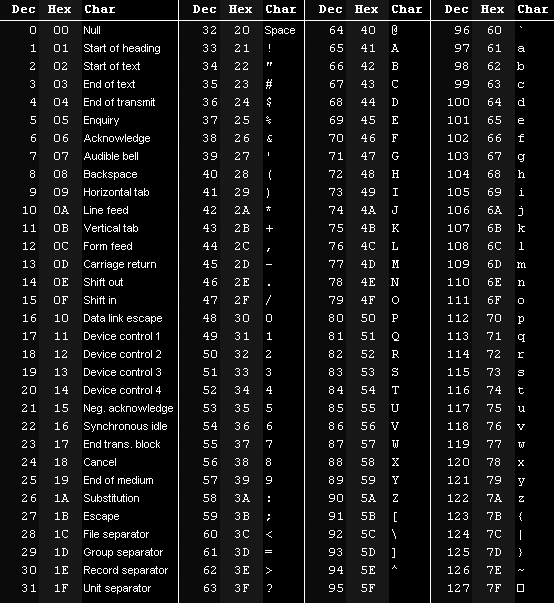 Dec Hex Char Dec Hex Char Dec Hex Char Dec Hex Char
0 00 Null 32 20 Space 64 40 @ 96 60 `
1 01 Start of heading 33 21 ! 65 41 A 97 61 a
2 02 Start of text 34 22 " 66 42 B 98 62 b
3 03 End of text 35 23 # 67 43 C 99 63 c
4 04 End of transmit 36 24 $ 68 44 D 100 64 d
5 05 Enquiry 37 25 % 69 45 E 101 65 e
6 06 Acknowledge 38 26 & 70 46 F 102 66 f
7 07 Audible bell 39 27 ' 71 47 G 103 67 g
8 08 Backspace 40 28 ( 72 48 H 104 68 h
9 09 Horizontal tab 41 29 ) 73 49 I 105 69 i
10 0A Line feed 42 2A * 74 4A J 106 6A j
11 0B Vertical tab 43 2B + 75 4B K 107 6B k
12 0C Form feed 44 2C , 76 4C L 108 6C l
13 0D Carriage return 45 2D - 77 4D M 109 6D m
14 0E Shift out 46 2E . 78 4E N 110 6E n
15 0F Shift in 47 2F / 79 4F O 111 6F o
16 10 Data link escape 48 30 0 80 50 P 112 70 p
17 11 Device control 1 49 31 1 81 51 Q 113 71 q
18 12 Device control 2 50 32 2 82 52 R 114 72 r
19 13 Device control 3 51 33 3 83 53 S 115 73 s
20 14 Device control 4 52 34 4 84 54 T 116 74 t
21 15 Neg. acknowledge 53 35 5 85 55 U 117 75 u
22 16 Synchronous idle 54 36 6 86 56 V 118 76 v
23 17 End trans. block 55 37 7 87 57 W 119 77 w
24 18 Cancel 56 38 8 88 58 X 120 78 x
25 19 End of medium 57 39 9 89 59 Y 121 79 y
26 1A Substitution 58 3A : 90 5A Z 122 7A z
27 1B Escape 59 3B ; 91 5B [ 123 7B {
28 1C File separator 60 3C < 92 5C \ 124 7C |
29 1D Group separator 61 3D = 93 5D ] 125 7D }
30 1E Record separator 62 3E > 94 5E ^ 126 7E ~
31 1F Unit separator 63 3F ? 95 5F 127 7F □